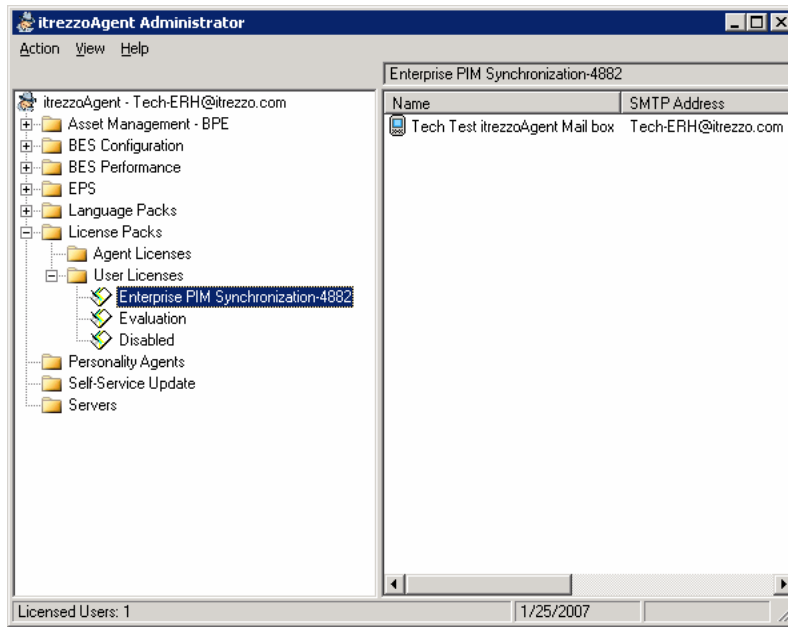 itrezzoAgent Administrator
Action View Help
Enterprise PIM Synchronization-4882
itrezzoAgent - Tech-ERH@itrezzo.com
Asset Management - BPE
BES Configuration
BES Performance
EPS
Language Packs
License Packs
Agent Licenses
User Licenses
Enterprise PIM Synchronization-4882
Evaluation
Disabled
Personality Agents
Self-Service Update
Servers
Name SMTP Address
Tech Test itrezzoAgent Mail box Tech-ERH@itrezzo.com
Licensed Users: 1 1/25/2007